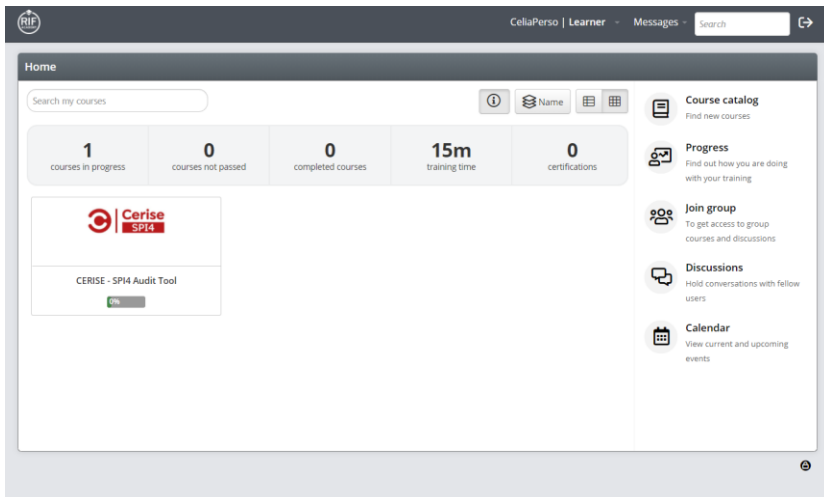 RIF
CeliaPerso | Learner
Messages
Search
Home
Search my courses
Name
1
courses in progress
0
courses not passed
0
completed courses
15m
training time
0
certifications
Cerise
SPI4
CERISE - SPI4 Audit Tool
0%
Course catalog
Find new courses
Progress
Find out how you are doing
with your training
Join group
To get access to group
courses and discussions
Discussions
Hold conversations with fellow
users
Calendar
View current and upcoming
events